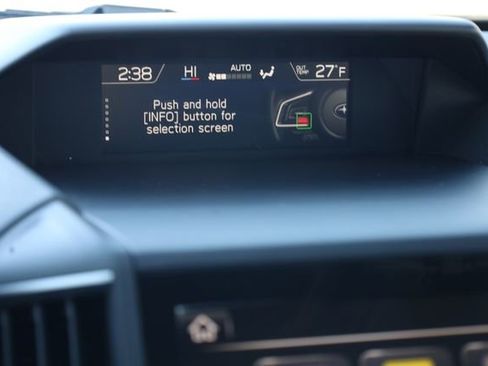 2:38 HI AUTO OUT TEMP. 27°F
Push and hold
[INFO] button for
selection screen